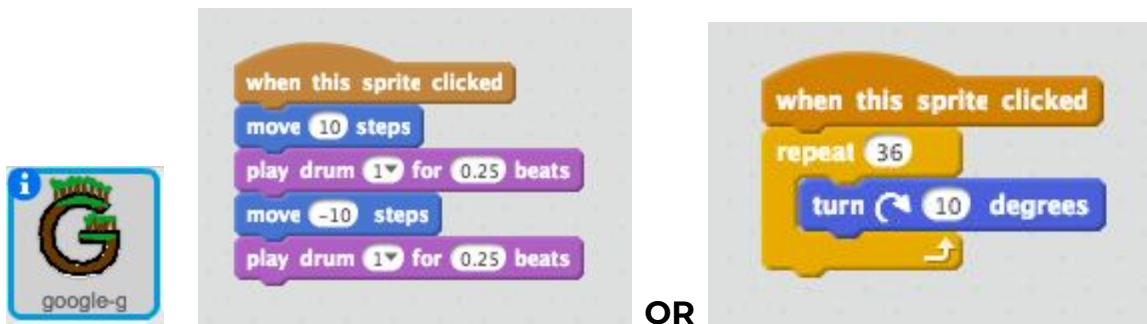 i
google-g
when this sprite clicked
move 10 steps
play drum 1 for 0.25 beats
move -10 steps
play drum 1 for 0.25 beats
OR
when this sprite clicked
repeat 36
turn 10 degrees